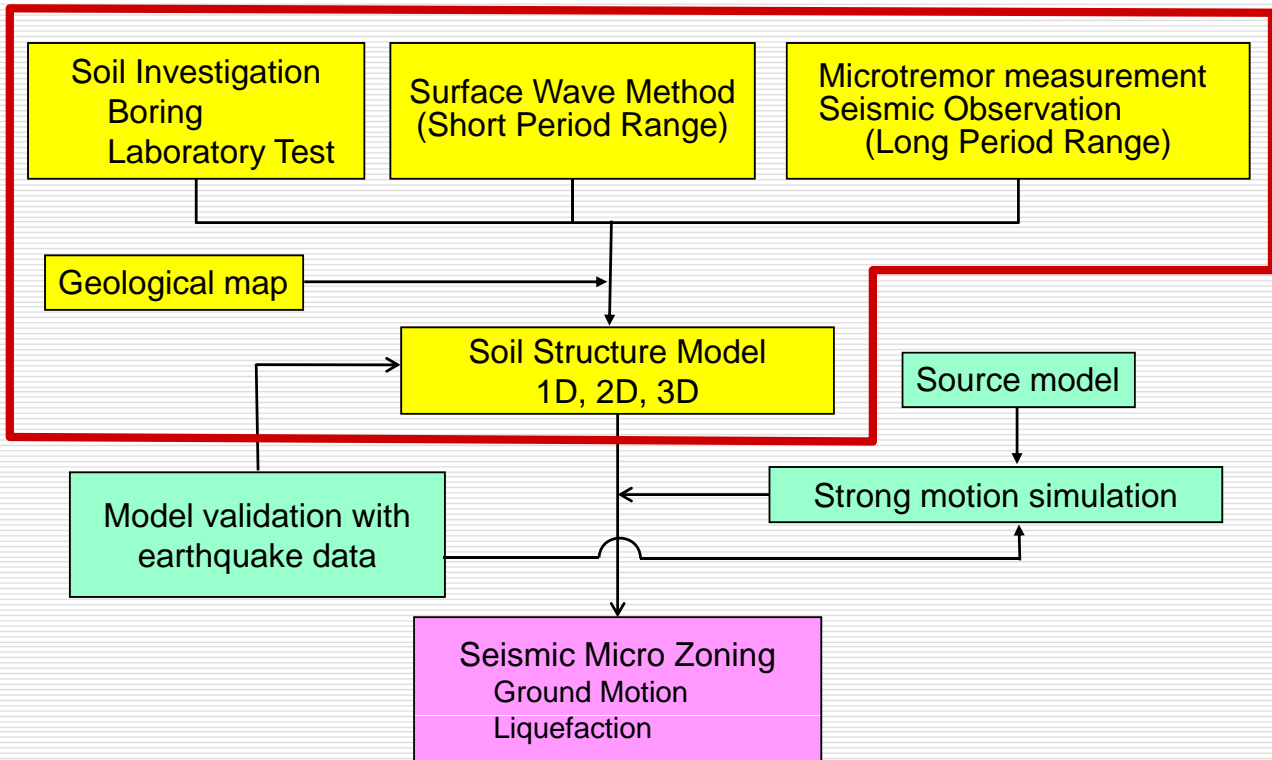 Soil Investigation
Boring
Laboratory Test
Surface Wave Method
(Short Period Range)
Microtremor measurement
Seismic Observation
(Long Period Range)
Geological map
Soil Structure Model
1D, 2D, 3D
Source model
Model validation with
earthquake data
Strong motion simulation
Seismic Micro Zoning
Ground Motion
Liquefaction